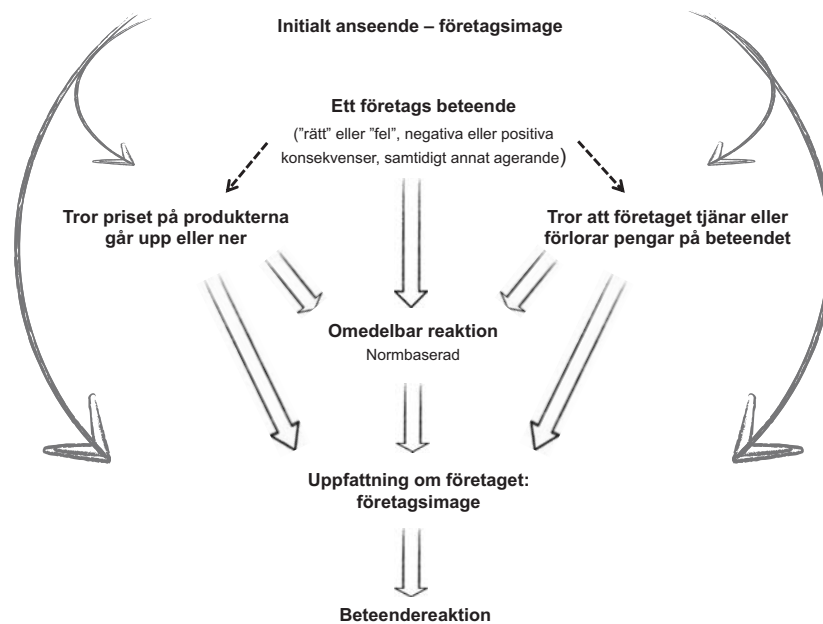 Initialt anseende – företagsimage
Ett företags beteende
("rätt" eller "fel", negativa eller positiva
konsekvenser, samtidigt annat agerande)
Tror priset på produkterna
går upp eller ner
Tror att företaget tjänar eller
förlorar pengar på beteendet
Omedelbar reaktion
Normbaserad
Uppfattning om företaget:
företagsimage
Beteendereaktion